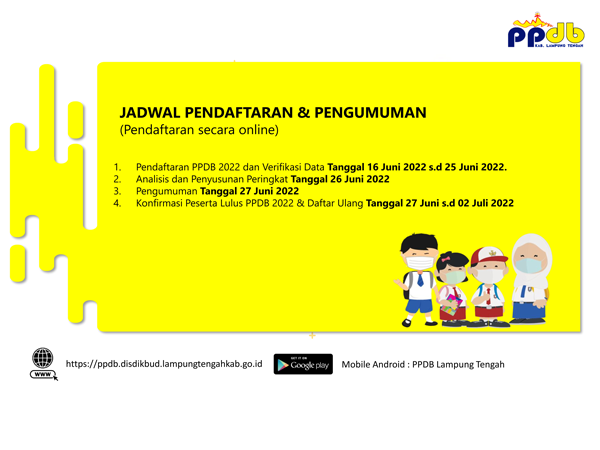 PPdb
KAB. LAMPUNG TENGAH
JADWAL PENDAFTARAN & PENGUMUMAN
(Pendaftaran secara online)
1. Pendaftaran PPDB 2022 dan Verifikasi Data Tanggal 16 Juni 2022 s.d 25 Juni 2022.
2. Analisis dan Penyusunan Peringkat Tanggal 26 Juni 2022
3. Pengumuman Tanggal 27 Juni 2022
4. Konfirmasi Peserta Lulus PPDB 2022 & Daftar Ulang Tanggal 27 Juni s.d 02 Juli 2022
WWW
https://ppdb.disdikbud.lampungtengahkab.go.id
GET IT ON
Google play
Mobile Android : PPDB Lampung Tengah